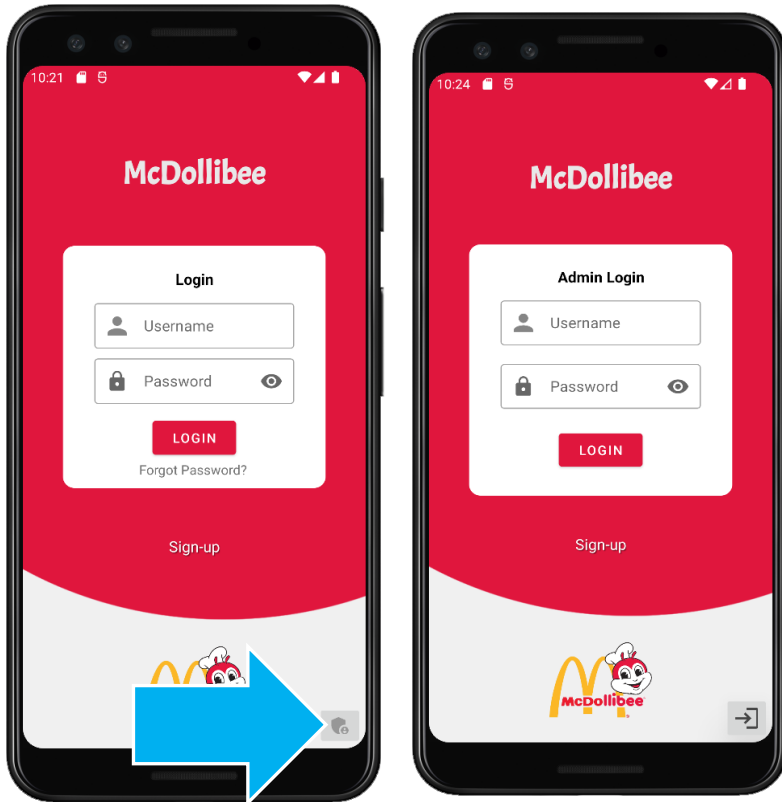 10:21
McDollibee
Login
Username
Password
LOGIN
Forgot Password?
Sign-up
10:24
McDollibee
Admin Login
Username
Password
LOGIN
Sign-up
McDollibee